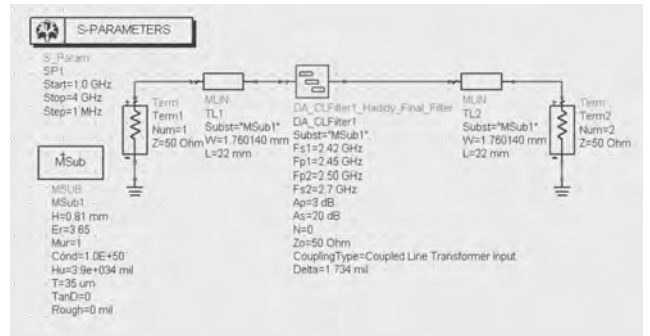 S-PARAMETERS
S_Param
SP1
Start=1.0 GHz
Stop=4 GHz
Step=1 MHz
Term
Term1
Num=1
Z=50 Ohm
MLIN
TL1
Subst="MSub1"
W=1.760140 mm
L=22 mm
DA_CLFilter1_Haddy_Final_Filter
DA_CLFilter1
Subst="MSub1"
Fs1=2.42 GHz
Fp1=2.45 GHz
Fp2=2.50 GHz
Fs2=2.7 GHz
Ap=3 dB
As=20 dB
N=0
Zo=50 Ohm
CouplingType=Coupled Line Transformer Input
Delta=1.734 mil
MLIN
TL2
Subst="MSub1"
W=1.760140 mm
L=22 mm
Term
Term2
Num=2
Z=50 Ohm
MSub
MSUB
MSub1
H=0.81 mm
Er=3.65
Mur=1
Cond=1.0E+50
Hu=3.9e+034 mil
T=35 um
TanD=0
Rough=0 mil